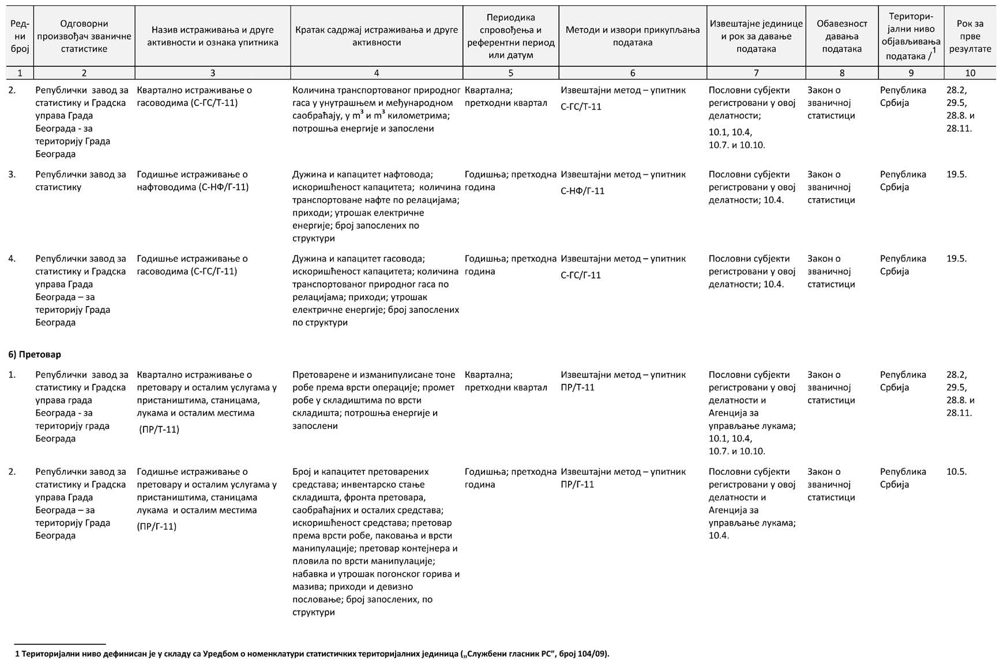 Ред-
ни
број
Одговорни
произвођач званичне
статистике
Назив истраживања и друге
активности и ознака упитника
Кратак садржај истраживања и друге
активности
Периодика
спровођења и
референтни период
или датум
Методи и извори прикупљања
података
Извештајне јединице
и рок за давање
података
Обавезност
давања
података
Територи-
јални ниво
објављивања
података /1
Рок за
прве
резултате
1 2 3 4 5 6 7 8 9 10
2.
Републички завод за
статистику и Градска
управа Града
Београда - за
територију Града
Београда
Квартално истраживање о
гасоводима (С-ГС/Т-11)
Количина транспортованог природног
гаса у унутрашњем и међународном
саобраћају, у m³ и m³ километрима;
потрошња енергије и запослени
Квартална;
претходни квартал
Извештајни метод – упитник
С-ГС/Т-11
Пословни субјекти
регистровани у овој
делатности;
10.1, 10.4,
10.7. и 10.10.
Закон о
званичној
статистици
Република
Србија
28.2,
29.5,
28.8. и
28.11.
3.
Републички завод за
статистику
Годишње истраживање о
нафтоводима (С-НФ/Г-11)
Дужина и капацитет нафтовода;
искоришћеност капацитета; количина
транспортоване нафте по релацијама;
приходи; утрошак електричне
енергије; број запослених по
структури
Годишња; претходна
година
Извештајни метод – упитник
С-НФ/Г-11
Пословни субјекти
регистровани у овој
делатности; 10.4.
Закон о
званичној
статистици
Република
Србија
19.5.
4.
Републички завод за
статистику и Градска
управа Града
Београда – за
територију Града
Београда
Годишње истраживање о
гасоводима (С-ГС/Г-11)
Дужина и капацитет гасовода;
искоришћеност капацитета; количина
транспортованог природног гаса по
релацијама; приходи; утрошак
електричне енергије; број запослених
по структури
Годишња; претходна
година
Извештајни метод – упитник
С-ГС/Г-11
Пословни субјекти
регистровани у овој
делатности; 10.4.
Закон о
званичној
статистици
Република
Србија
19.5.
6) Претовар
1.
Републички завод за
статистику и Градска
управа града
Београда - за
територију града
Београда
Квартално истраживање о
претовару и осталим услугама у
пристаништима, станицама,
лукама и осталим местима
(ПР/Т-11)
Претоварене и изманипулисане тоне
робе према врсти операције; промет
робе у складиштима по врсти
складишта; потрошња енергије и
запослени
Квартална;
претходни квартал
Извештајни метод – упитник
ПР/Т-11
Пословни субјекти
регистровани у овој
делатности и
Агенција за
управљање лукама;
10.1, 10.4,
10.7. и 10.10.
Закон о
званичној
статистици
Република
Србија
28.2,
29.5,
28.8. и
28.11.
2.
Републички завод за
статистику и Градска
управа Града
Београда – за
територију Града
Београда
Годишње истраживање о
претовару и осталим услугама у
пристаништима, станицама
лукама и осталим местима
(ПР/Г-11)
Број и капацитет претоварених
средстава; инвентарско стање
складишта, фронта претовара,
саобраћајних и осталих средстава;
искоришћеност средстава; претовар
према врсти робе, паковања и врсти
манипулације; претовар контејнера и
пловила по врсти манипулације;
набавка и утрошак погонског горива и
мазива; приходи и девизно
пословање; број запослених, по
структури
Годишња; претходна
година
Извештајни метод – упитник
ПР/Г-11
Пословни субјекти
регистровани у овој
делатности и
Агенција за
управљање лукама;
10.4.
Закон о
званичној
статистици
Република
Србија
10.5.
1 Територијални ниво дефинисан је у складу са Уредбом о номенклатури статистичких територијалних јединица („Службени гласник РС”, број 104/09).